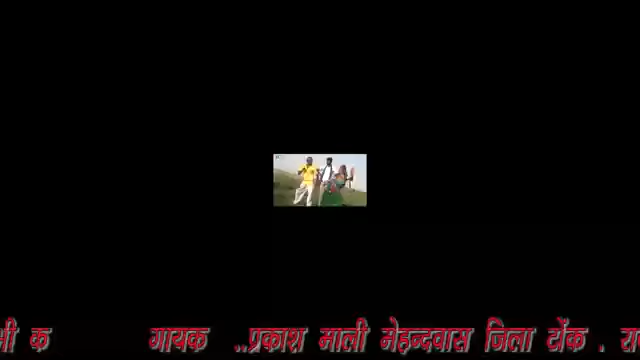 भी क गायक ..प्रकाश माली मेहन्दवास जिला टोंक . रा